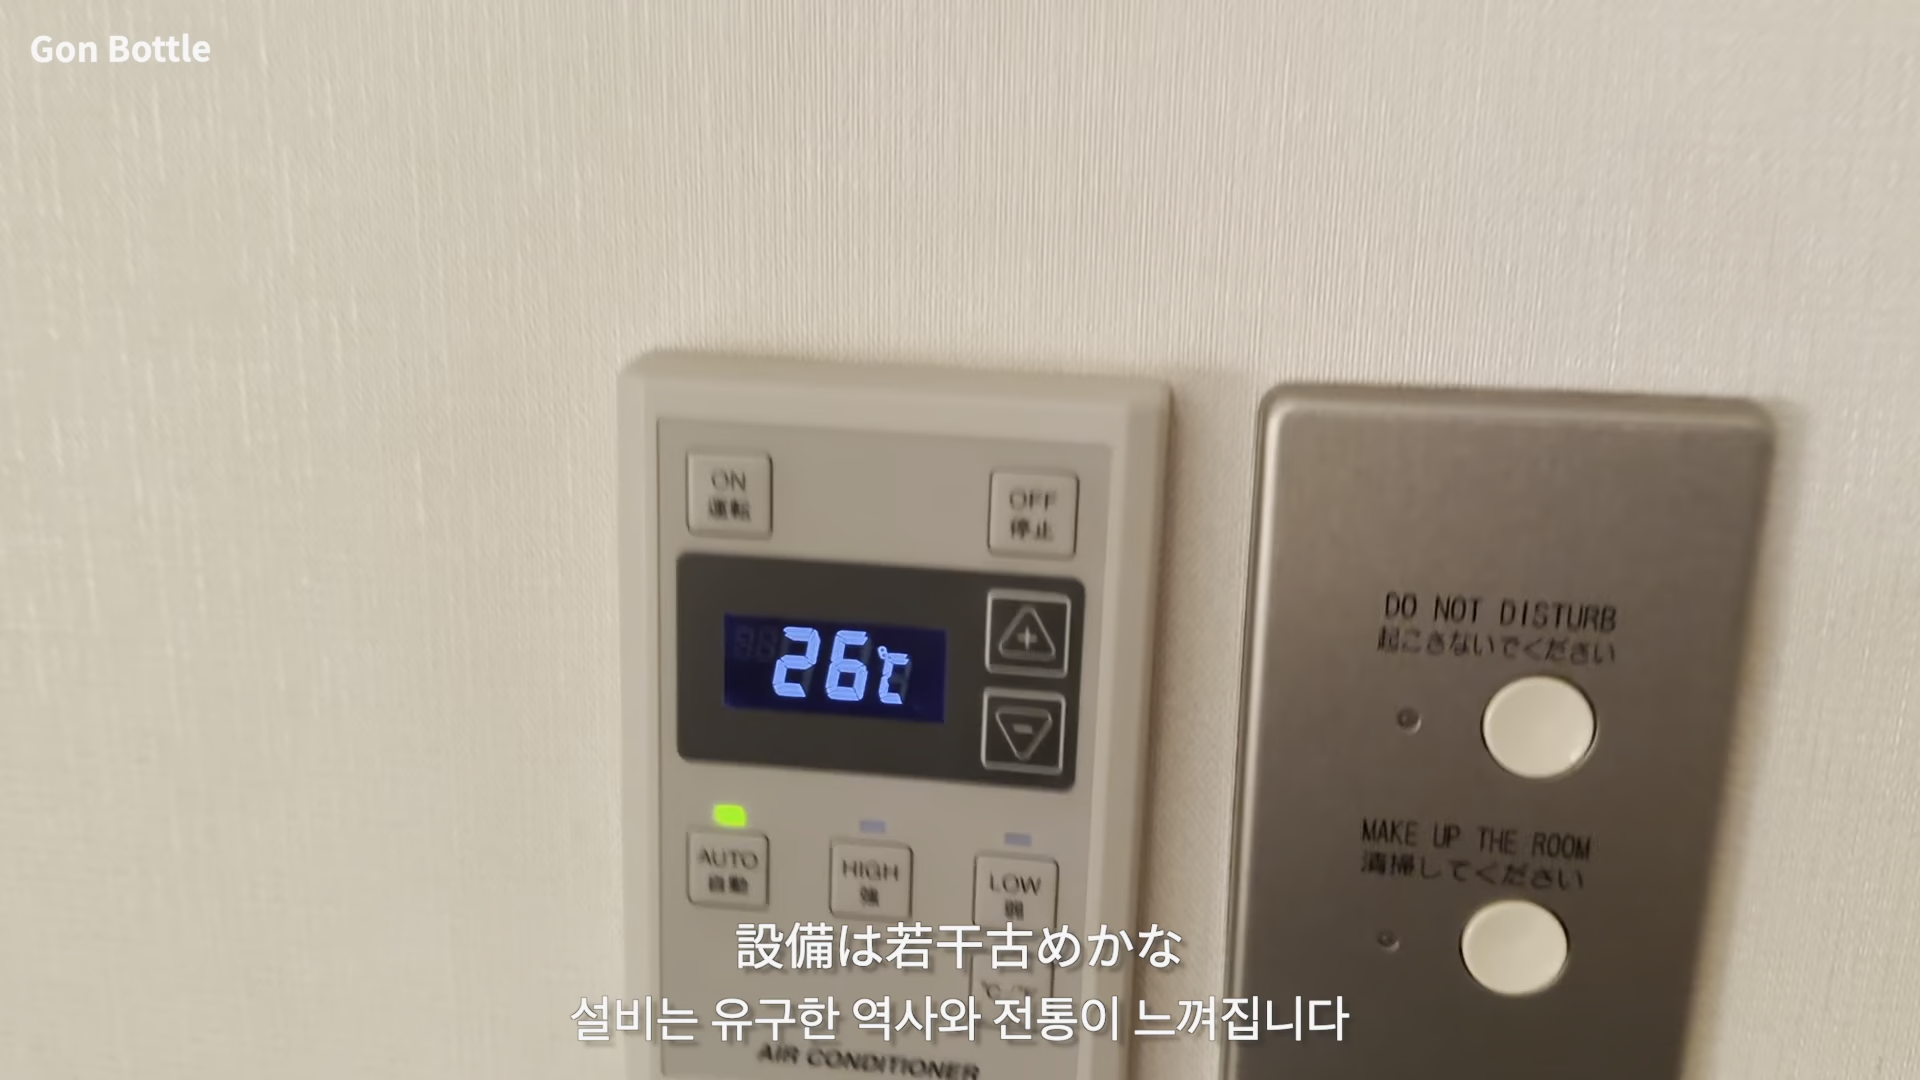 Gon Bottle
ON
運転
OFF
停止
26℃
+
-
AUTO
自動
HIGH
強
LOW
弱
℃/℉
AIR CONDITIONER
DO NOT DISTURB
起こさないでください
MAKE UP THE ROOM
清掃してください
設備は若干古めかな
설비는 유구한 역사와 전통이 느껴집니다